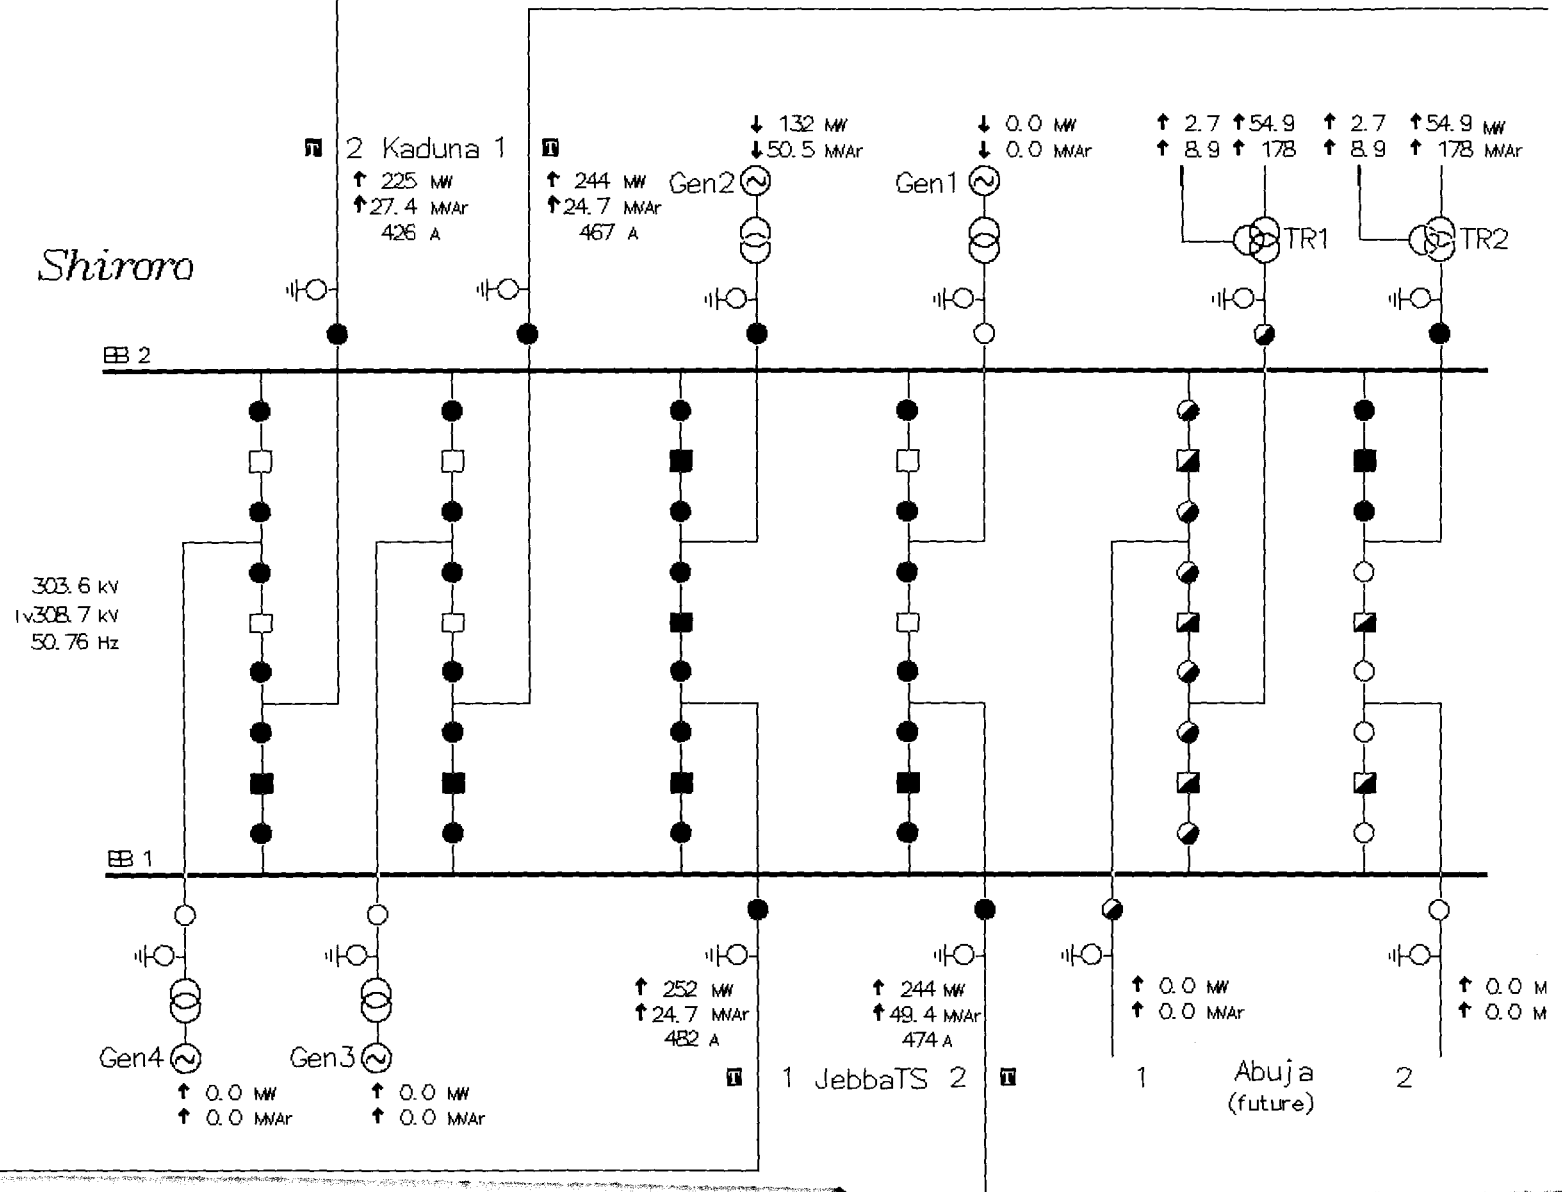 T 2 Kaduna 1 T
↑ 225 MW
↑27.4 MVAr
426 A
↑ 244 MW
↑24.7 MVAr
467 A
↓ 132 MW
↓50.5 MVAr
Gen2
↓ 0.0 MW
↓ 0.0 MVAr
Gen1
↑ 2.7 ↑54.9 ↑ 2.7 ↑54.9 MW
↑ 8.9 ↑ 178 ↑ 8.9 ↑ 178 MVAr
TR1
TR2
Shiroro
BB 2
303.6 kV
lv308.7 kV
50.76 Hz
BB 1
↑ 252 MW
↑24.7 MVAr
482 A
↑ 244 MW
↑49.4 MVAr
474 A
↑ 0.0 MW
↑ 0.0 MVAr
↑ 0.0 M
↑ 0.0 M
Gen4
↑ 0.0 MW
↑ 0.0 MVAr
Gen3
↑ 0.0 MW
↑ 0.0 MVAr
T 1 JebbaTS 2 T
1 Abuja 2
(future)